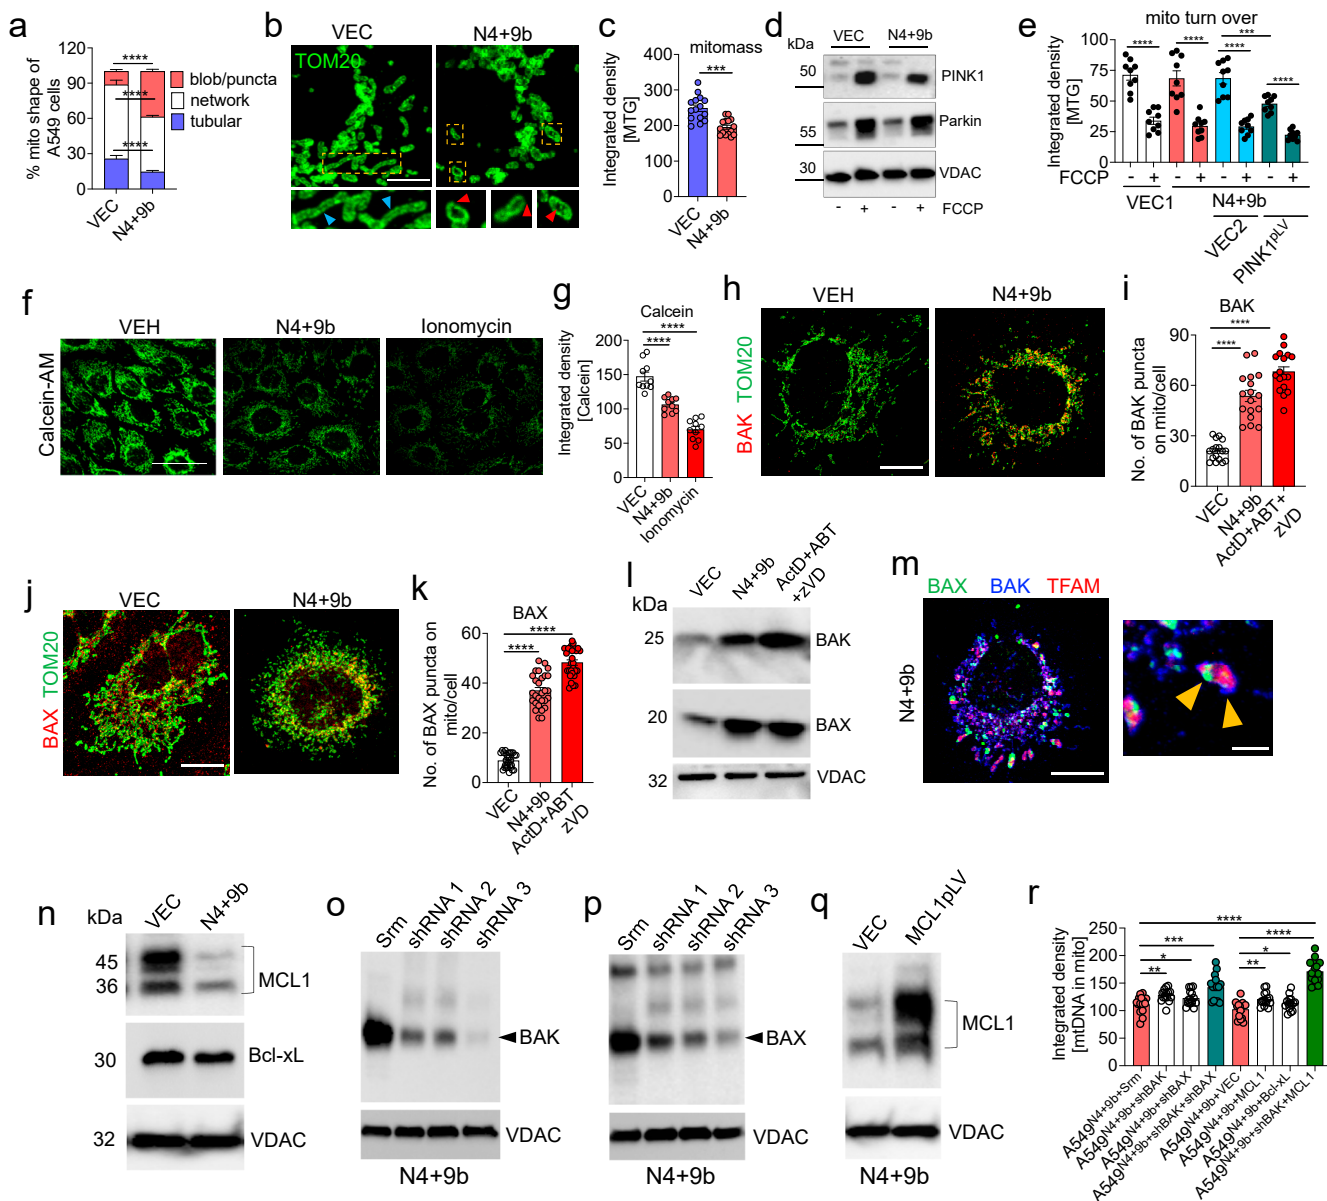 a
% mito shape of
A549 cells
120
90
60
30
0
****
****
****
blob/puncta
network
tubular
VEC
N4+9b
b
VEC
N4+9b
TOM20
c
mitomass
Integrated density
[MTG]
400
300
200
100
0
***
VEC
N4+9b
d
kDa
VEC
N4+9b
50
PINK1
55
Parkin
30
VDAC
- + - + FCCP
e
mito turn over
Integrated density
[MTG]
100
75
50
25
0
****
****
****
***
****
- + - + - + - +
FCCP
VEC1
N4+9b
VEC2
PINK1pLV
f
VEH
N4+9b
Ionomycin
Calcein-AM
g
Calcein
Integrated density
[Calcein]
200
150
100
50
0
****
****
VEC
N4+9b
Ionomycin
h
VEH
N4+9b
BAK TOM20
i
BAK
No. of BAK puncta
on mito/cell
90
60
30
0
****
****
VEC
N4+9b
ActD+ABT+
zVD
j
VEC
N4+9b
BAX TOM20
k
BAX
No. of BAX puncta on
mito/cell
60
40
20
0
****
****
VEC
N4+9b
ActD+ABT
zVD
l
VEC
N4+9b
ActD+ABT
+zVD
kDa
25
BAK
20
BAX
32
VDAC
m
BAX BAK TFAM
N4+9b
n
kDa
VEC
N4+9b
45
36
MCL1
30
Bcl-xL
32
VDAC
o
Srm
shRNA 1
shRNA 2
shRNA 3
BAK
VDAC
N4+9b
p
Srm
shRNA 1
shRNA 2
shRNA 3
BAX
VDAC
N4+9b
q
VEC
MCL1pLV
MCL1
VDAC
N4+9b
r
Integrated density
[mtDNA in mito]
250
200
150
100
50
0
****
***
*
**
****
*
**
A549N4+9b+Srm
A549N4+9b+shBAK
A549N4+9b+shBAX
A549N4+9b+shBAK+shBAX
A549N4+9b+VEC
A549N4+9b+MCL1
A549N4+9b+Bcl-xL
A549N4+9b+shBAK+MCL1